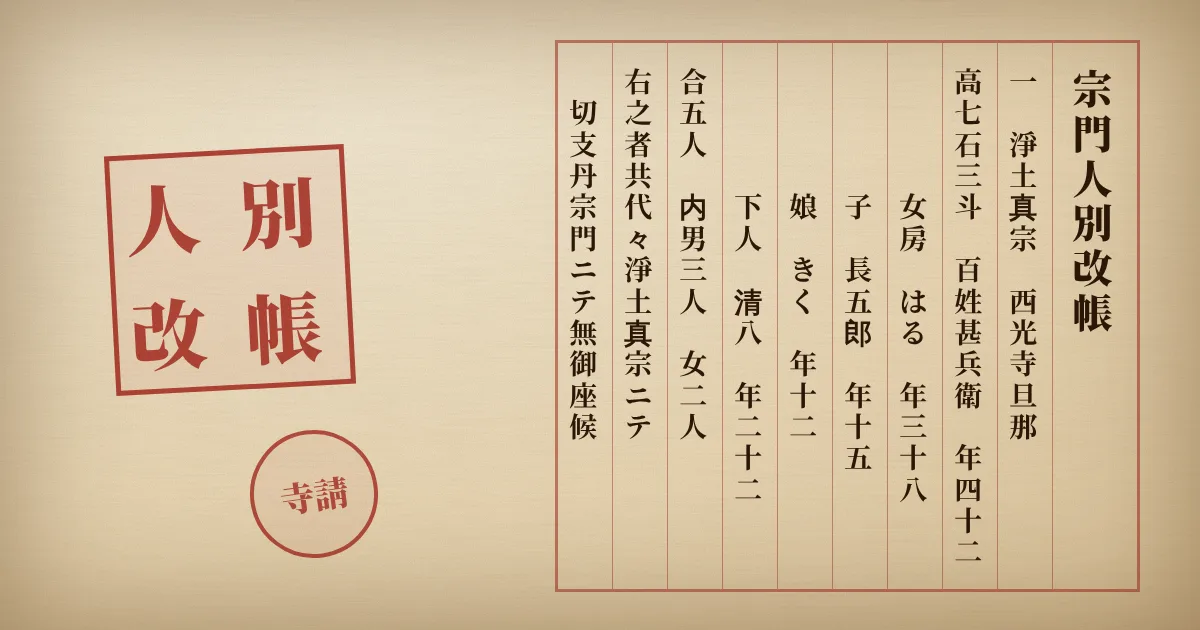 宗門人別改帳
一　淨土真宗　西光寺旦那
高七石三斗　百姓甚兵衛　年四十二
女房　はる　年三十八
子　長五郎　年十五
娘　きく　年十二
下人　清八　年二十二
合五人　内男三人　女二人
右之者共代々淨土真宗ニテ
切支丹宗門ニテ無御座候
人別
改帳
寺請